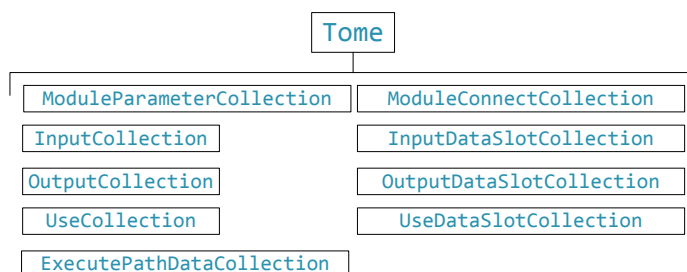 Tome
ModuleParameterCollection ModuleConnectCollection
InputCollection InputDataSlotCollection
OutputCollection OutputDataSlotCollection
UseCollection UseDataSlotCollection
ExecutePathDataCollection